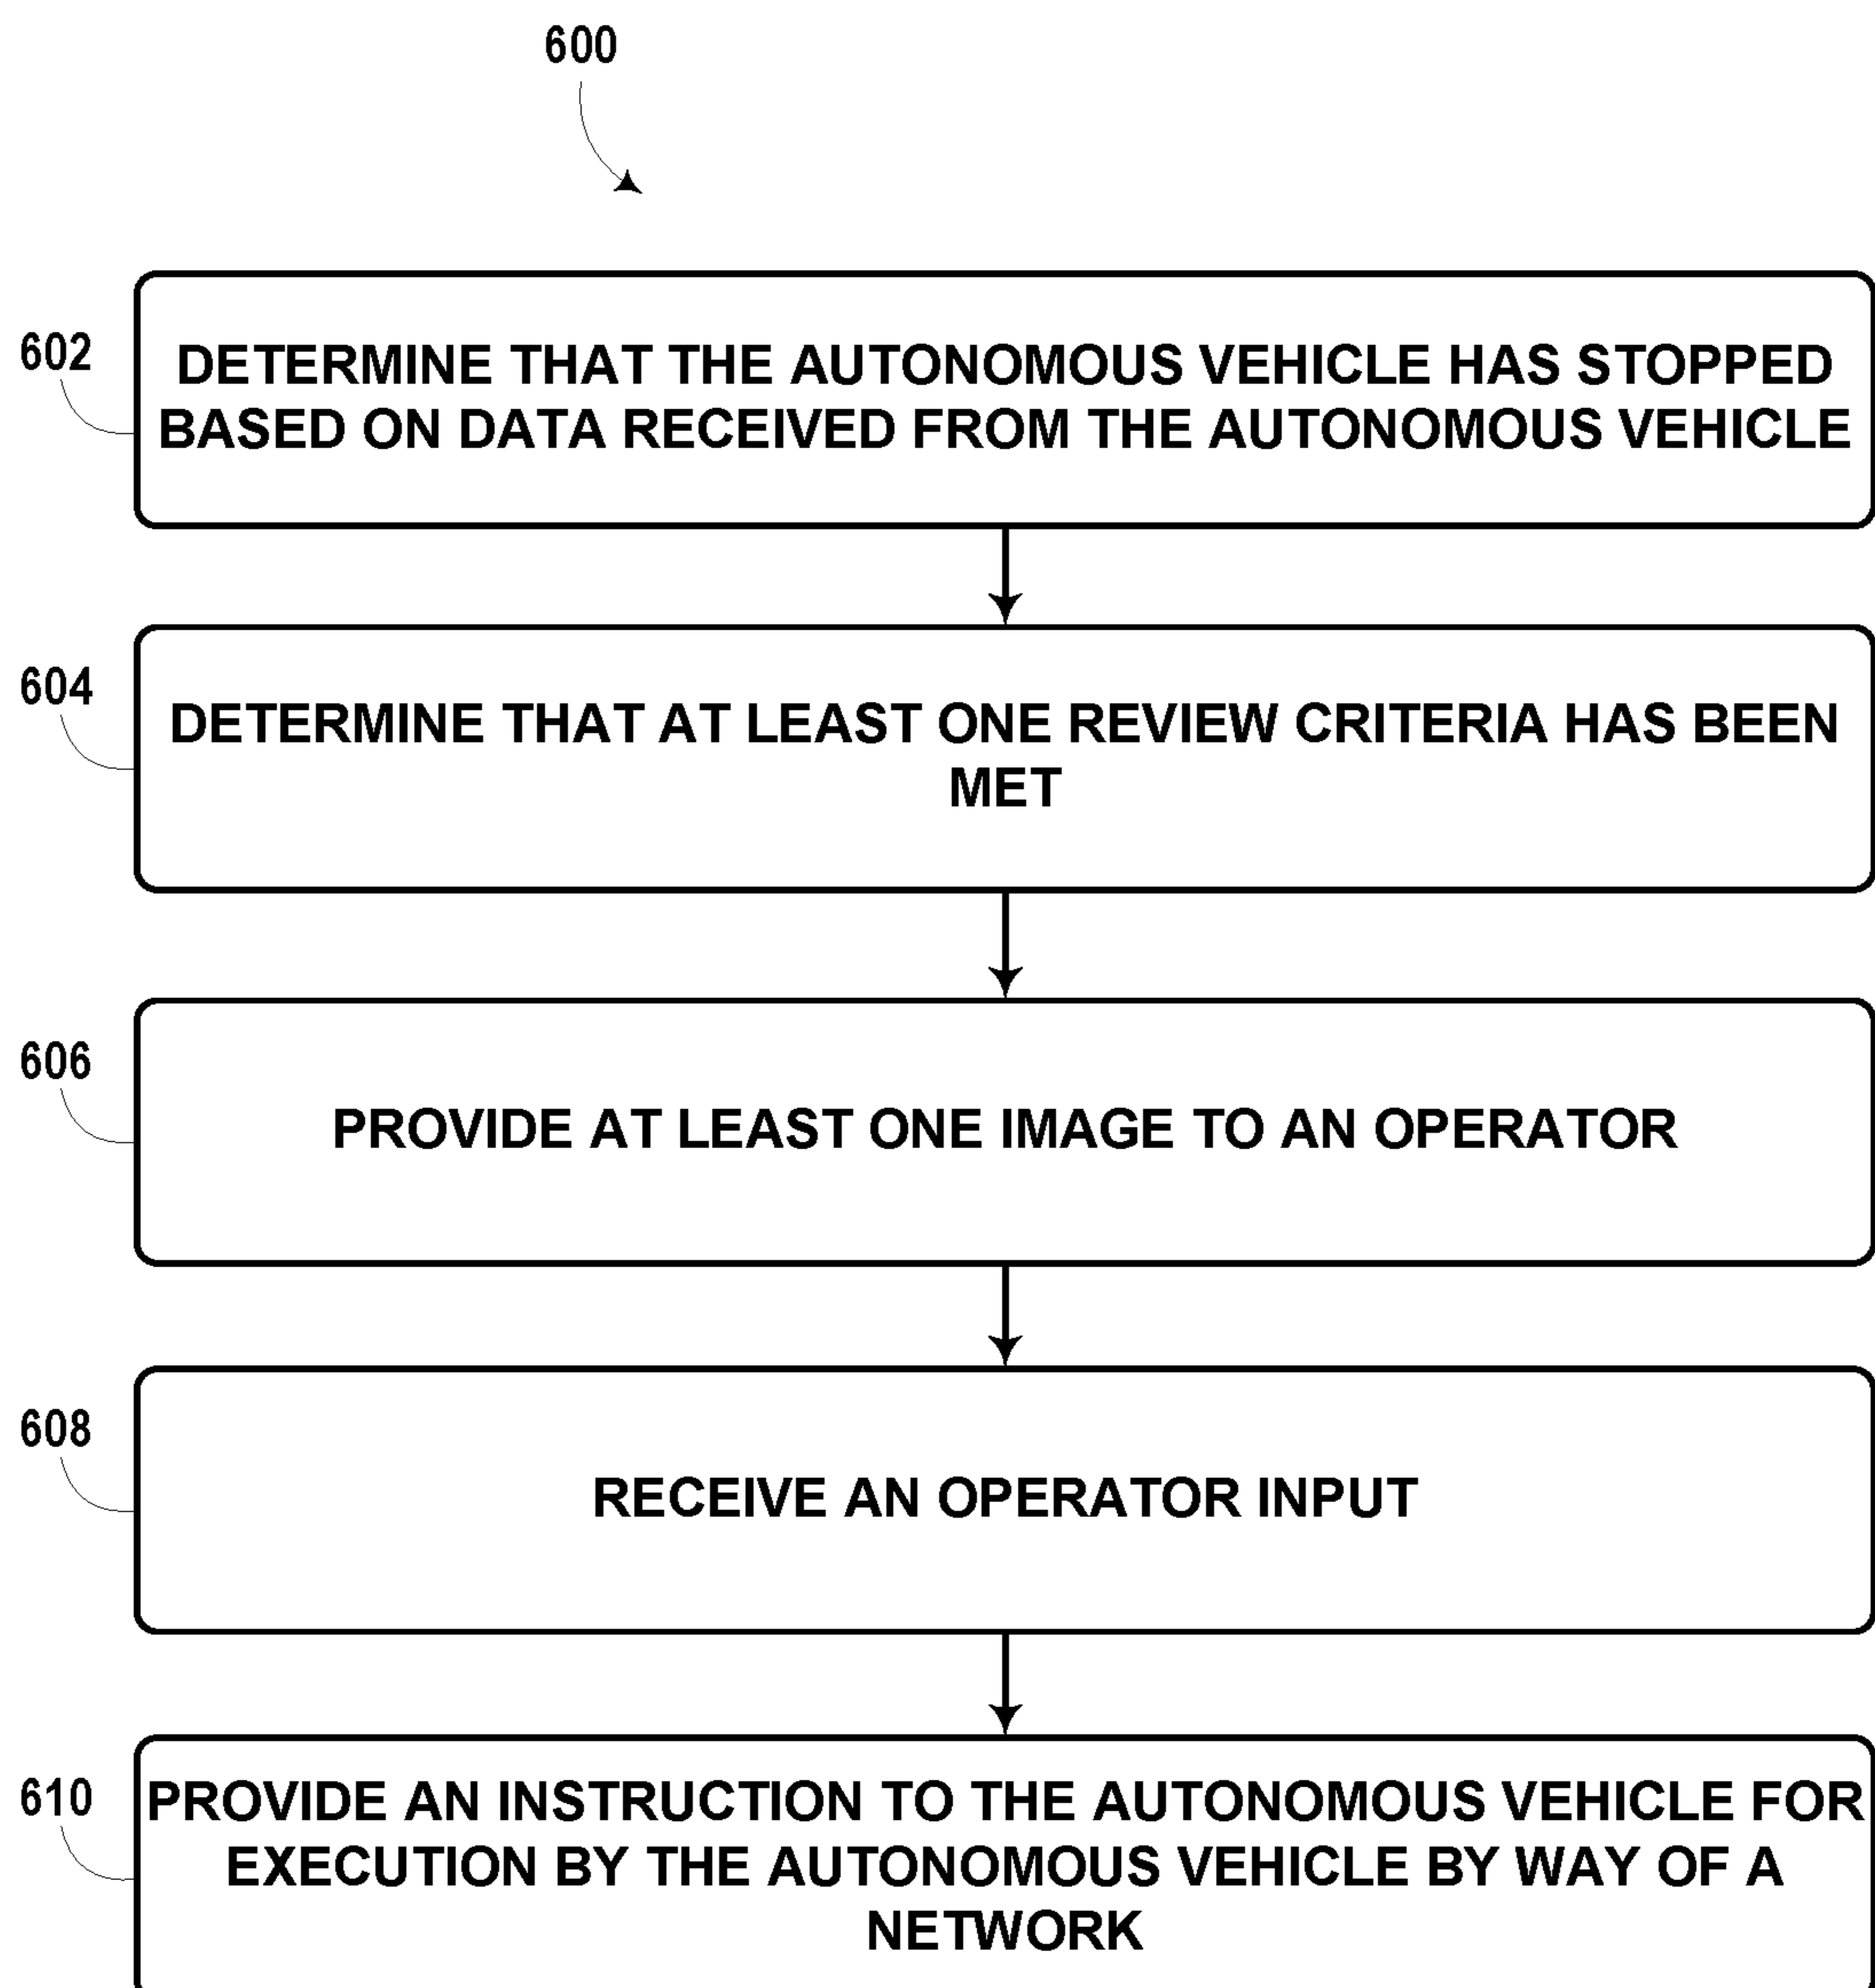 600
602
DETERMINE THAT THE AUTONOMOUS VEHICLE HAS STOPPED
BASED ON DATA RECEIVED FROM THE AUTONOMOUS VEHICLE
604
DETERMINE THAT AT LEAST ONE REVIEW CRITERIA HAS BEEN
MET
606
PROVIDE AT LEAST ONE IMAGE TO AN OPERATOR
608
RECEIVE AN OPERATOR INPUT
610
PROVIDE AN INSTRUCTION TO THE AUTONOMOUS VEHICLE FOR
EXECUTION BY THE AUTONOMOUS VEHICLE BY WAY OF A
NETWORK